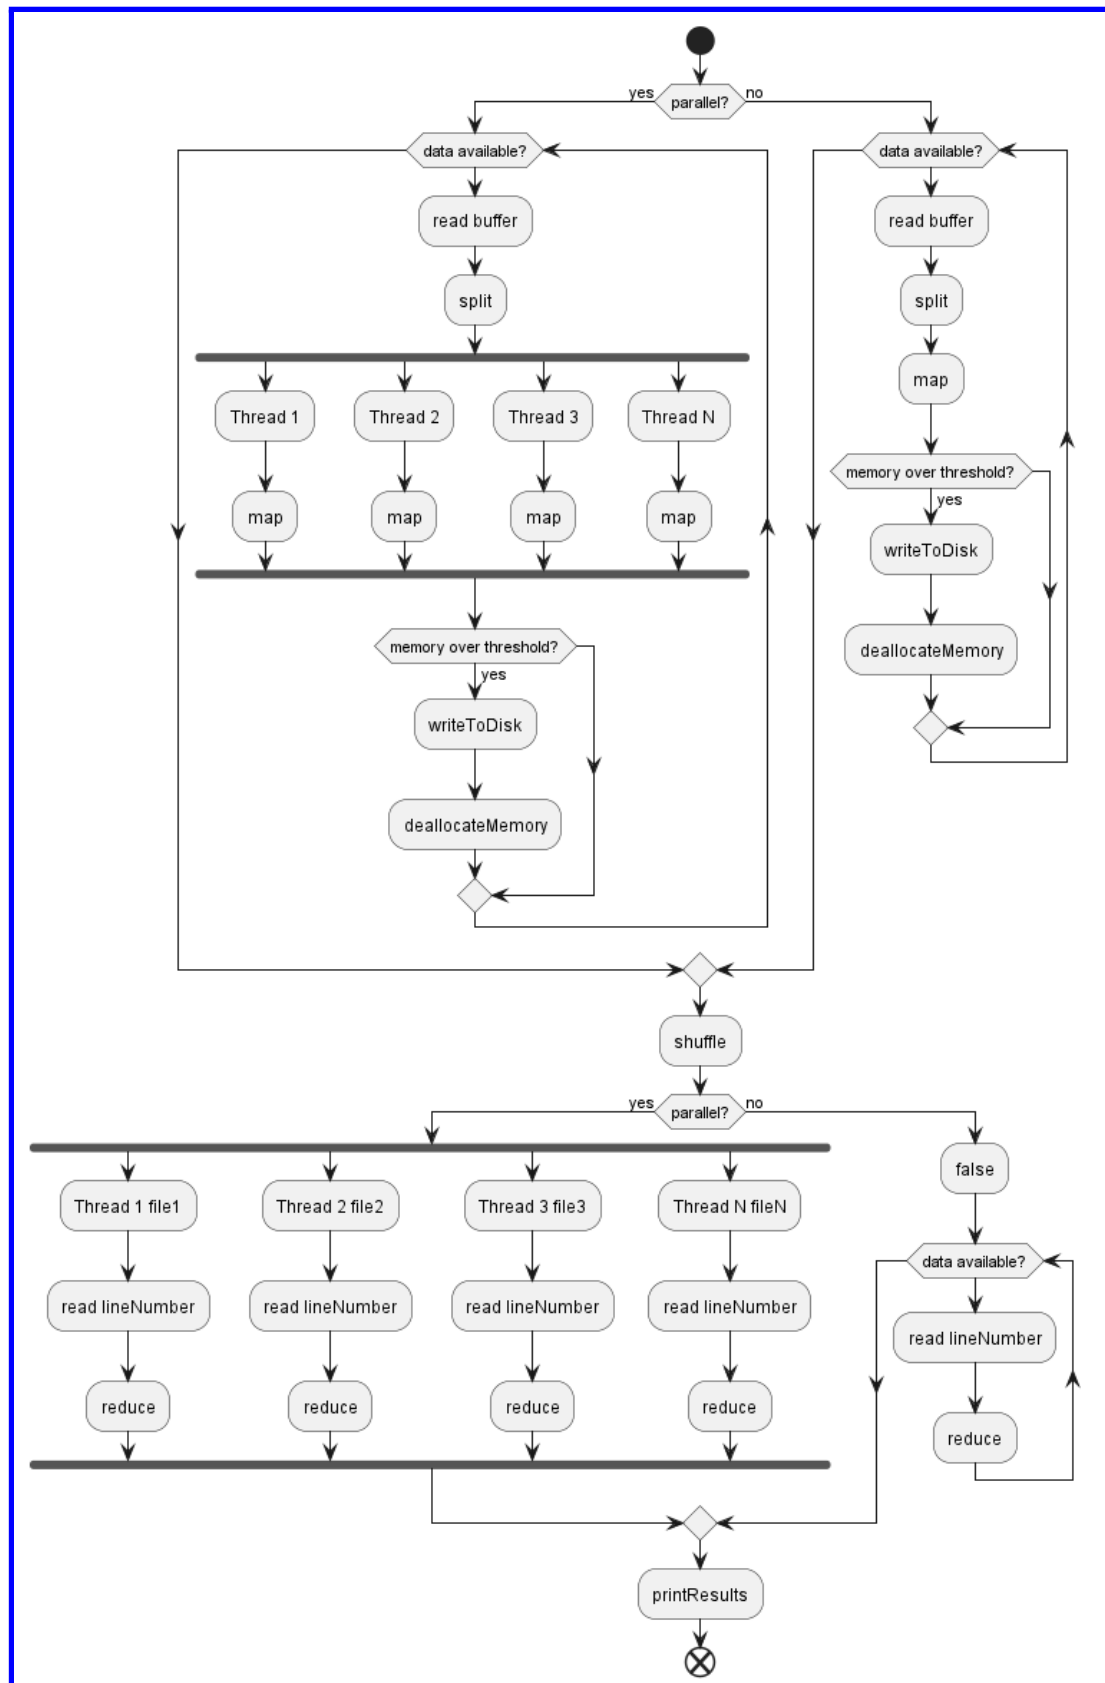 yes
parallel?
no
data available?
data available?
read buffer
read buffer
split
split
map
Thread 1
Thread 2
Thread 3
Thread N
memory over threshold?
yes
map
map
map
map
writeToDisk
memory over threshold?
yes
deallocateMemory
writeToDisk
deallocateMemory
shuffle
yes
parallel?
no
false
Thread 1 file1
Thread 2 file2
Thread 3 file3
Thread N fileN
data available?
read lineNumber
read lineNumber
read lineNumber
read lineNumber
read lineNumber
reduce
reduce
reduce
reduce
reduce
printResults